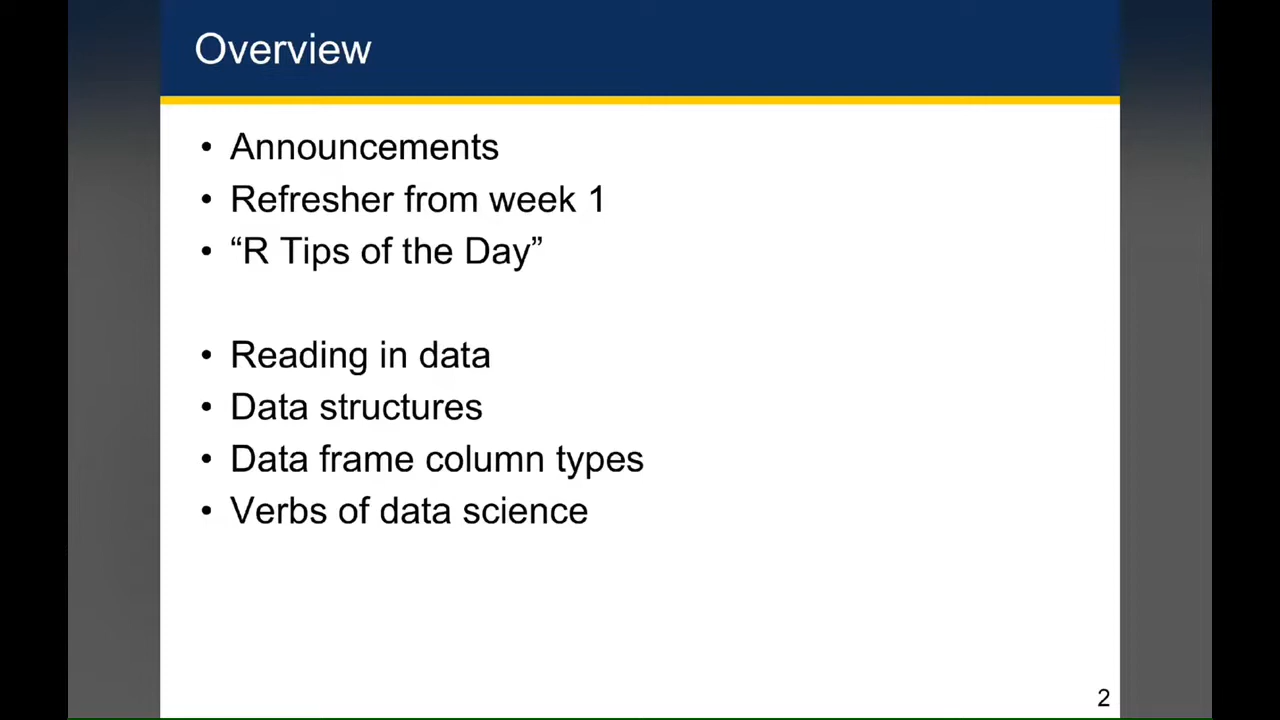 Overview
• Announcements
• Refresher from week 1
• “R Tips of the Day”
• Reading in data
• Data structures
• Data frame column types
• Verbs of data science
2